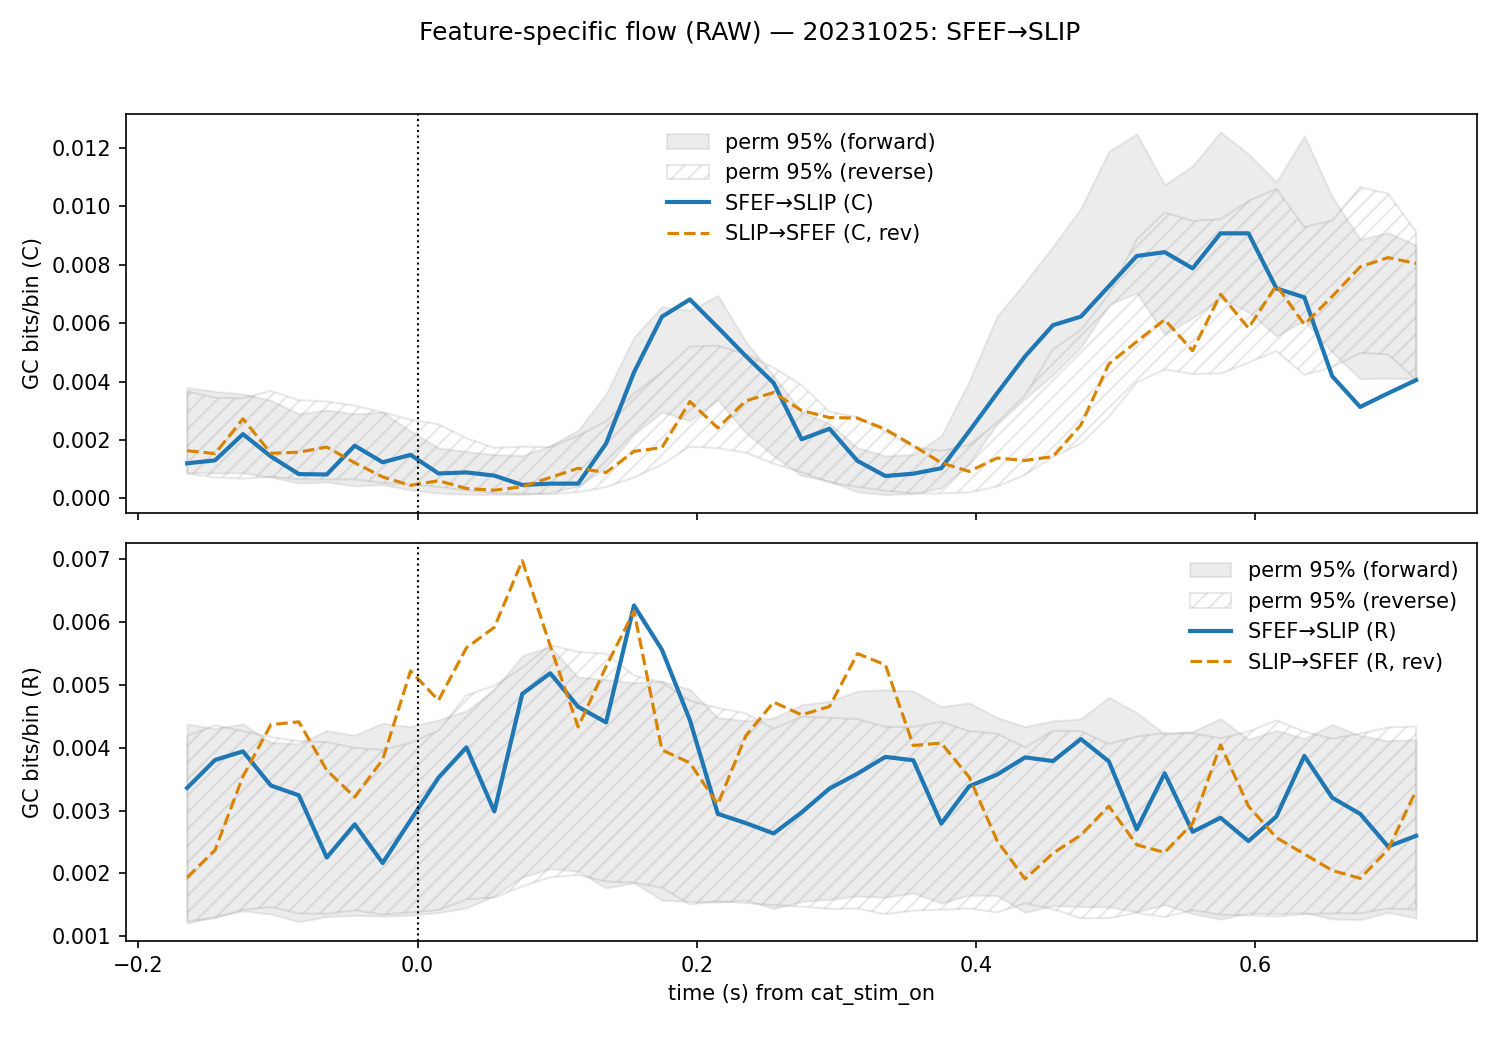 Feature-specific flow (RAW) — 20231025: SFEF→SLIP
GC bits/bin (C)
0.012
0.010
0.008
0.006
0.004
0.002
0.000
perm 95% (forward)
perm 95% (reverse)
SFEF→SLIP (C)
SLIP→SFEF (C, rev)
GC bits/bin (R)
0.007
0.006
0.005
0.004
0.003
0.002
0.001
perm 95% (forward)
perm 95% (reverse)
SFEF→SLIP (R)
SLIP→SFEF (R, rev)
−0.2 0.0 0.2 0.4 0.6
time (s) from cat_stim_on